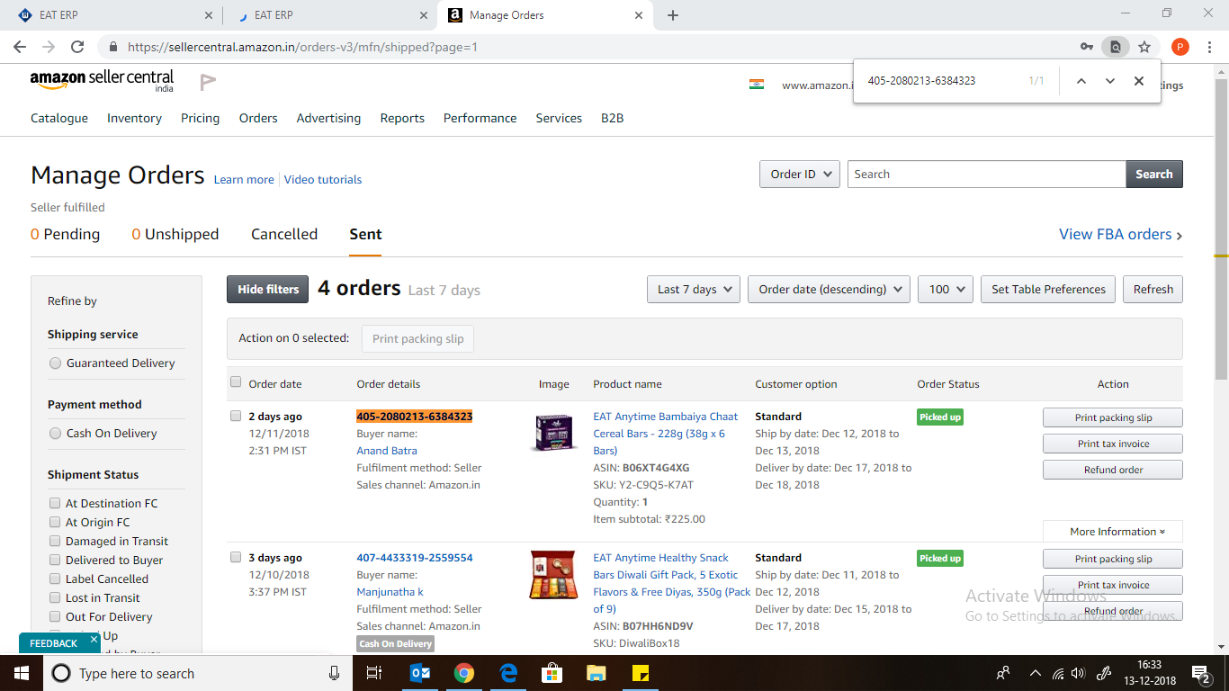 EAT ERP
EAT ERP
Manage Orders
https://sellercentral.amazon.in/orders-v3/mfn/shipped?page=1
P
405-2080213-6384323 1/1
amazon seller central
india
www.amazon.i
tings
Catalogue Inventory Pricing Orders Advertising Reports Performance Services B2B
Manage Orders Learn more Video tutorials
Order ID Search Search
Seller fulfilled
0 Pending 0 Unshipped Cancelled Sent View FBA orders
Refine by
Shipping service
Guaranteed Delivery
Payment method
Cash On Delivery
Shipment Status
At Destination FC
At Origin FC
Damaged in Transit
Delivered to Buyer
Label Cancelled
Lost in Transit
Out For Delivery
Up
FEEDBACK
Hide filters 4 orders Last 7 days Last 7 days Order date (descending) 100 Set Table Preferences Refresh
Action on 0 selected: Print packing slip
Order date Order details Image Product name Customer option Order Status Action
2 days ago
12/11/2018
2:31 PM IST
405-2080213-6384323
Buyer name:
Anand Batra
Fulfilment method: Seller
Sales channel: Amazon.in
EAT Anytime Bambaiya Chaat
Cereal Bars - 228g (38g x 6
Bars)
ASIN: B06XT4G4XG
SKU: Y2-C9Q5-K7AT
Quantity: 1
Item subtotal: ₹225.00
Standard
Ship by date: Dec 12, 2018 to
Dec 13, 2018
Deliver by date: Dec 17, 2018 to
Dec 18, 2018
Picked up
Print packing slip
Print tax invoice
Refund order
More Information
3 days ago
12/10/2018
3:37 PM IST
407-4433319-2559554
Buyer name:
Manjunatha k
Fulfilment method: Seller
Sales channel: Amazon.in
Cash On Delivery
EAT Anytime Healthy Snack
Bars Diwali Gift Pack, 5 Exotic
Flavors & Free Diyas, 350g (Pack
of 9)
ASIN: B07HH6ND9V
SKU: DiwaliBox18
Standard
Ship by date: Dec 11, 2018 to
Dec 12, 2018
Deliver by date: Dec 15, 2018 to
Dec 17, 2018
Picked up
Print packing slip
Print tax invoice
Refund order
Activate Windows
Go to Settings to activate Windows.
Type here to search
16:33
13-12-2018
2